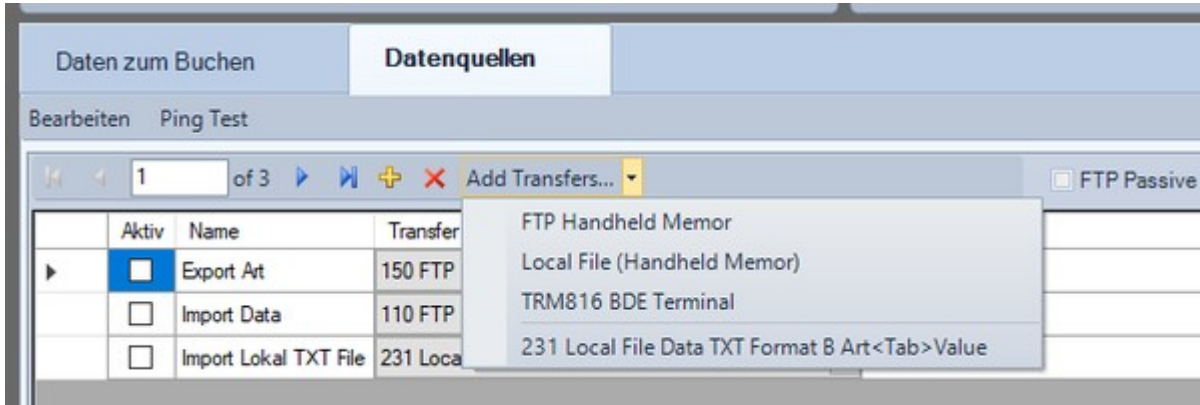 Daten zum Buchen Datenquellen
Bearbeiten Ping Test
1 of 3 Add Transfers... FTP Passive
Aktiv Name Transfer
Export Art 150 FTP
Import Data 110 FTP
Import Lokal TXT File 231 Loca
FTP Handheld Memor
Local File (Handheld Memor)
TRM816 BDE Terminal
231 Local File Data TXT Format B Art<Tab>Value